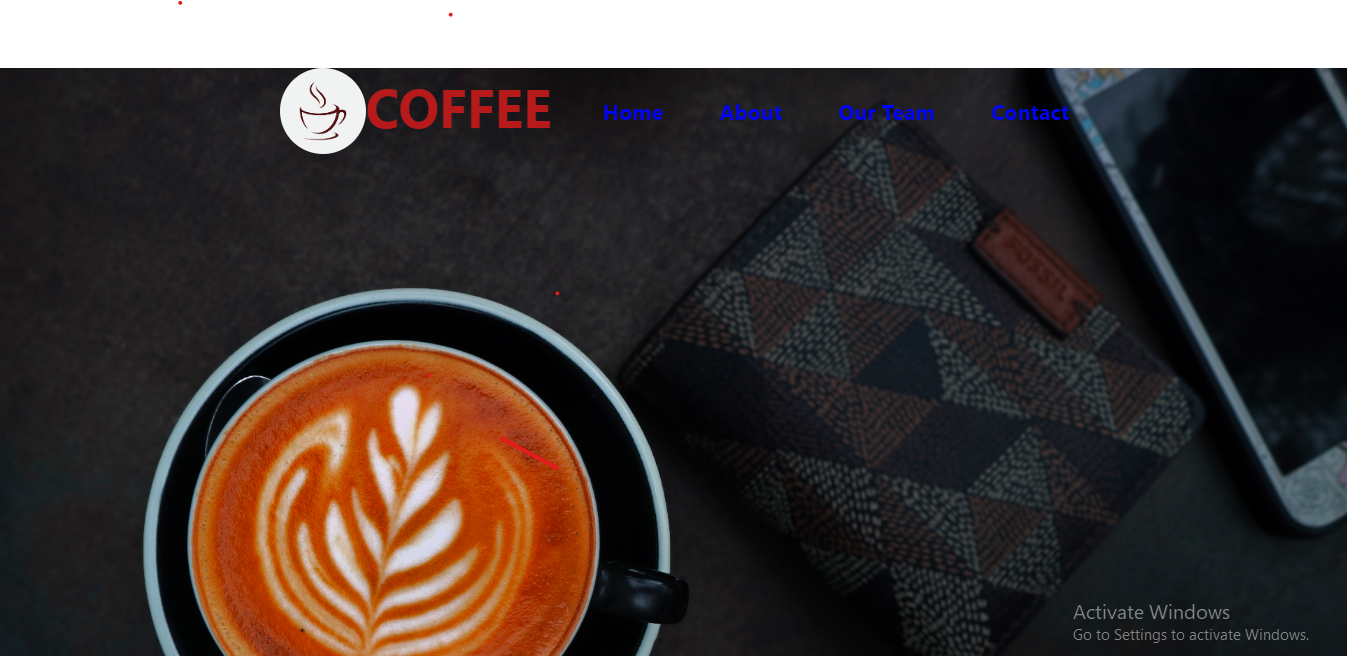 COFFEE
Home About Our Team Contact
FOSSIL
Activate Windows
Go to Settings to activate Windows.